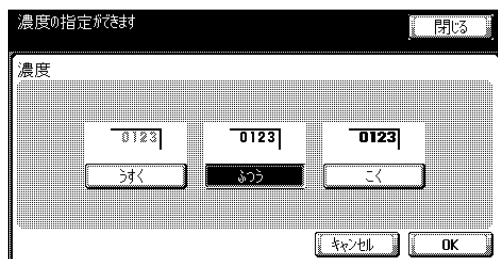 濃度の指定ができます
閉じる
濃度
0123 0123 0123
うすく ふつう こく
キャンセル OK